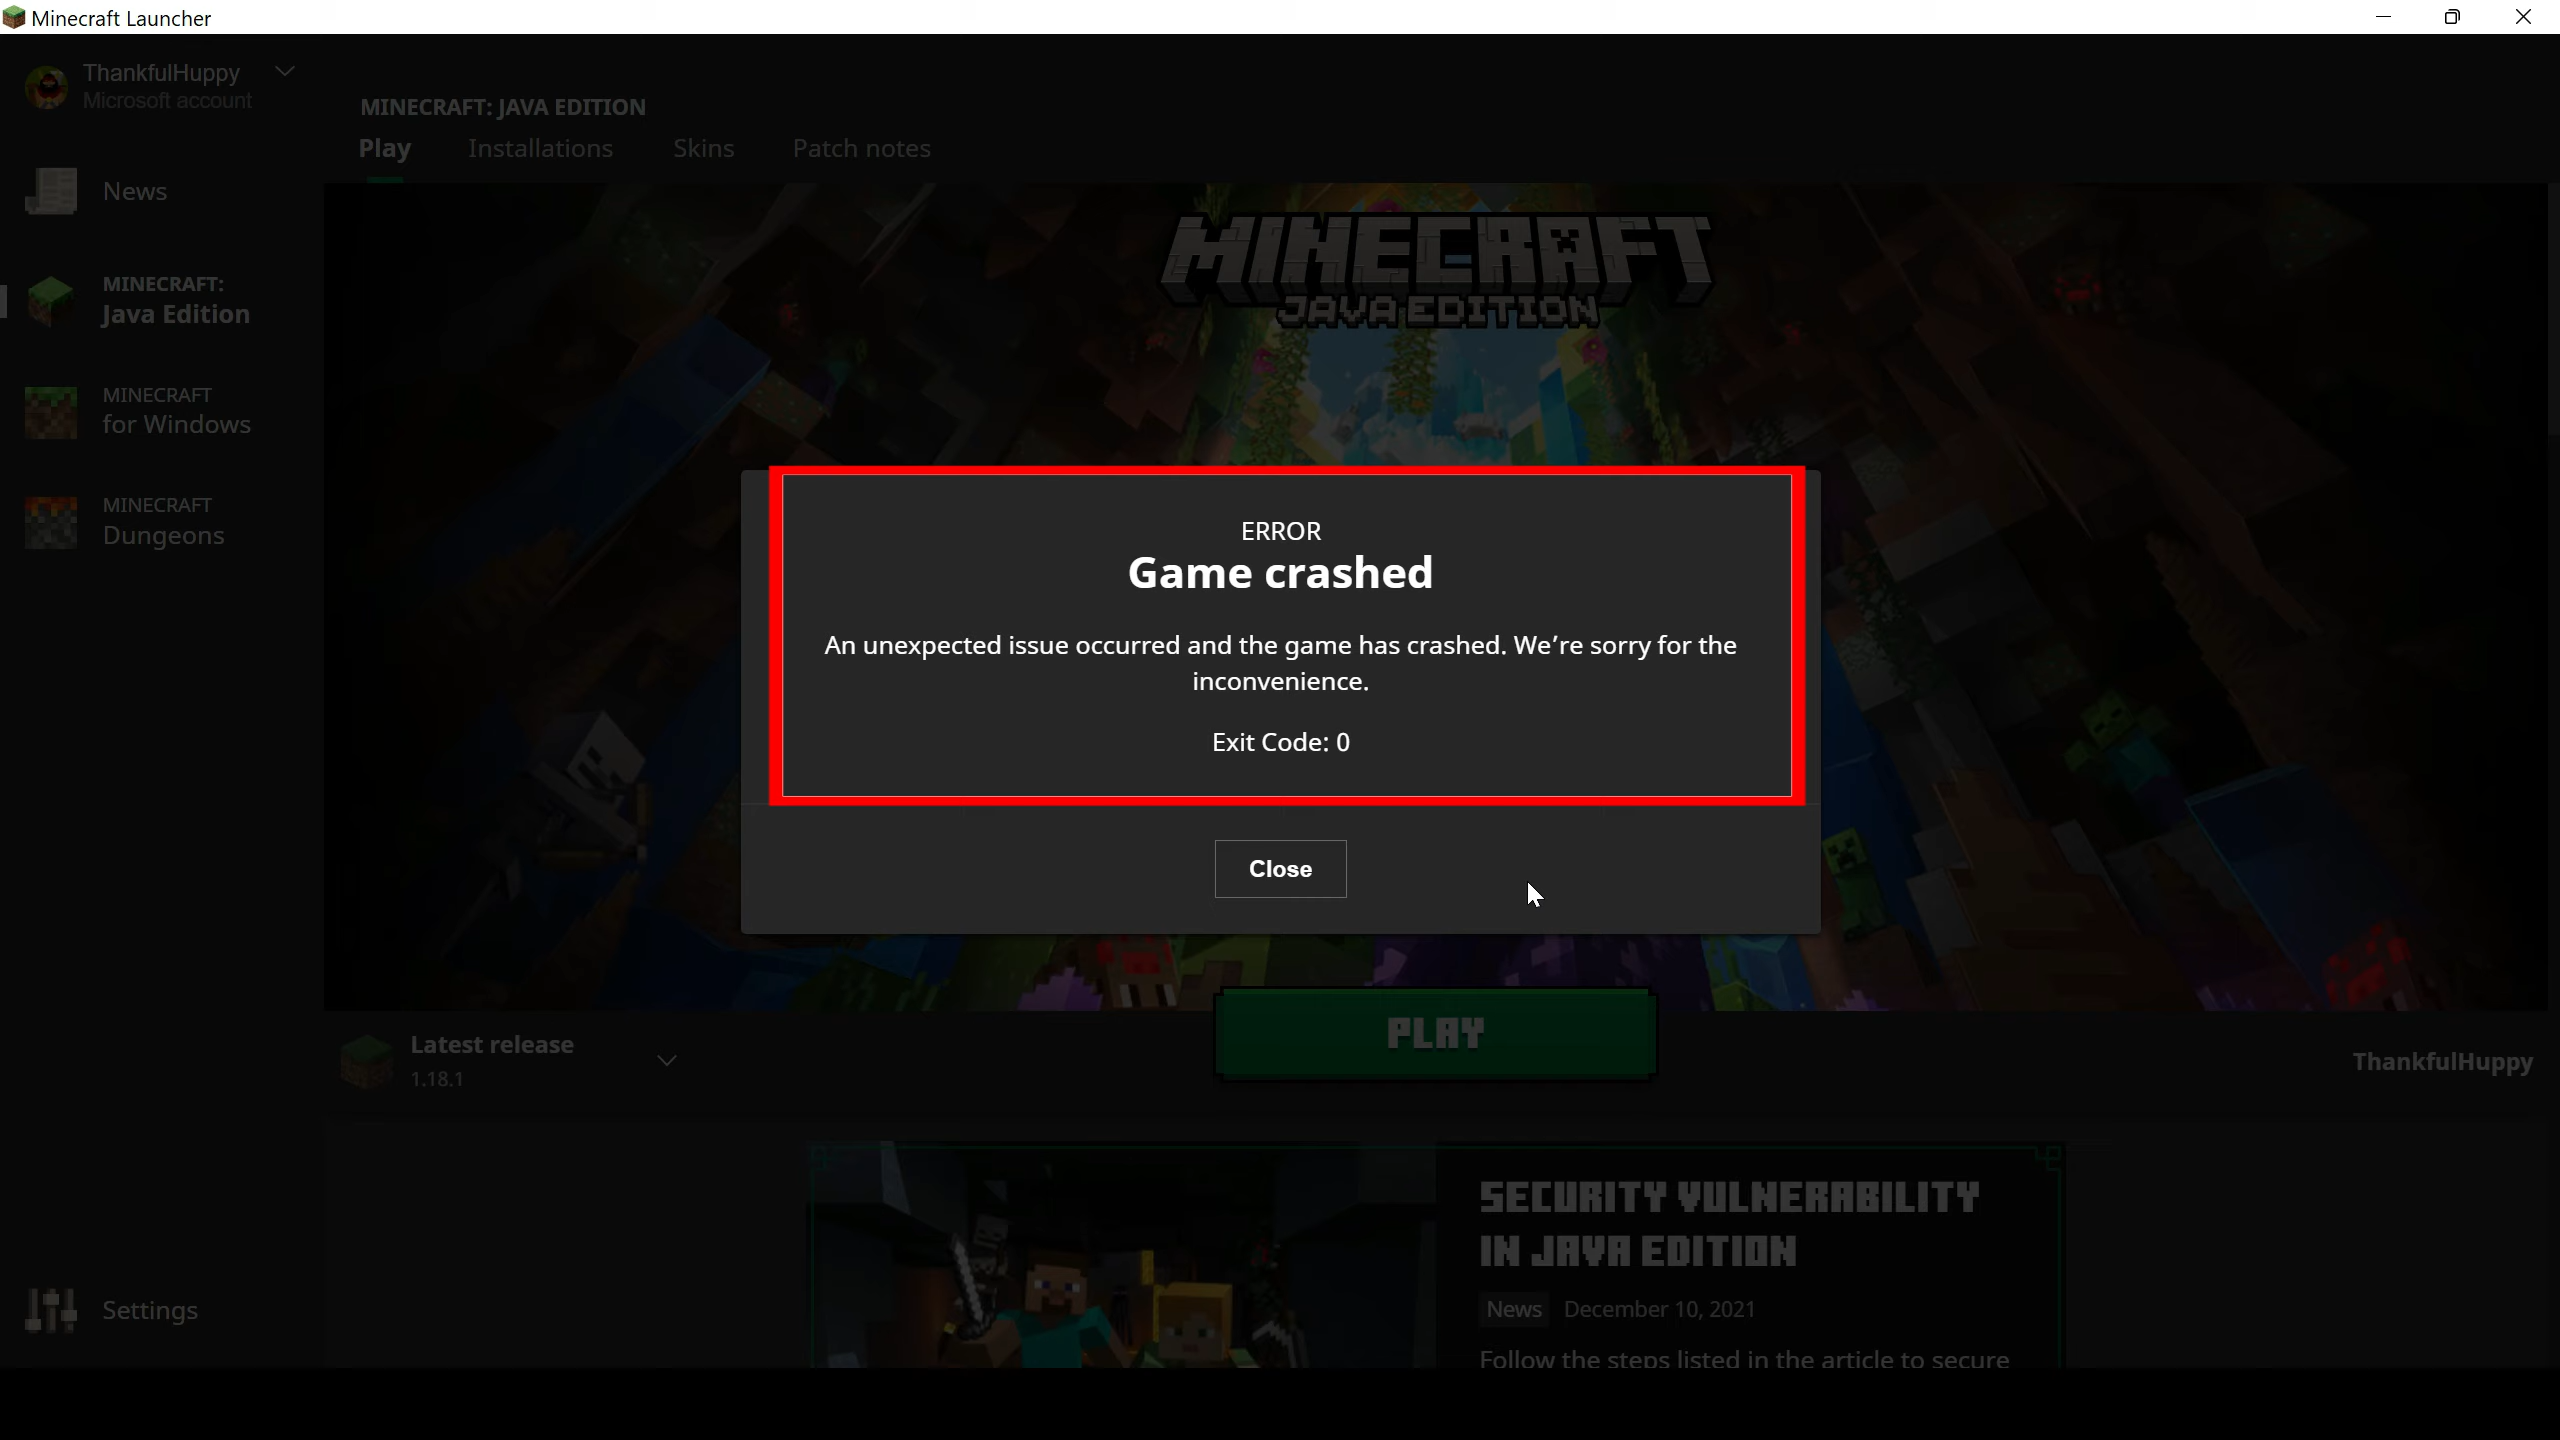 Minecraft Launcher
ThankfulHuppy
Microsoft account
MINECRAFT: JAVA EDITION
Play
Installations
Skins
Patch notes
News
MINECRAFT:
Java Edition
MINECRAFT
for Windows
MINECRAFT
Dungeons
Settings
MINECRAFT
JAVA EDITION
ERROR
Game crashed
An unexpected issue occurred and the game has crashed. We’re sorry for the
inconvenience.
Exit Code: 0
Close
Latest release
1.18.1
PLAY
ThankfulHuppy
SECURITY VULNERABILITY
IN JAVA EDITION
News
December 10, 2021
Follow the steps listed in the article to secure